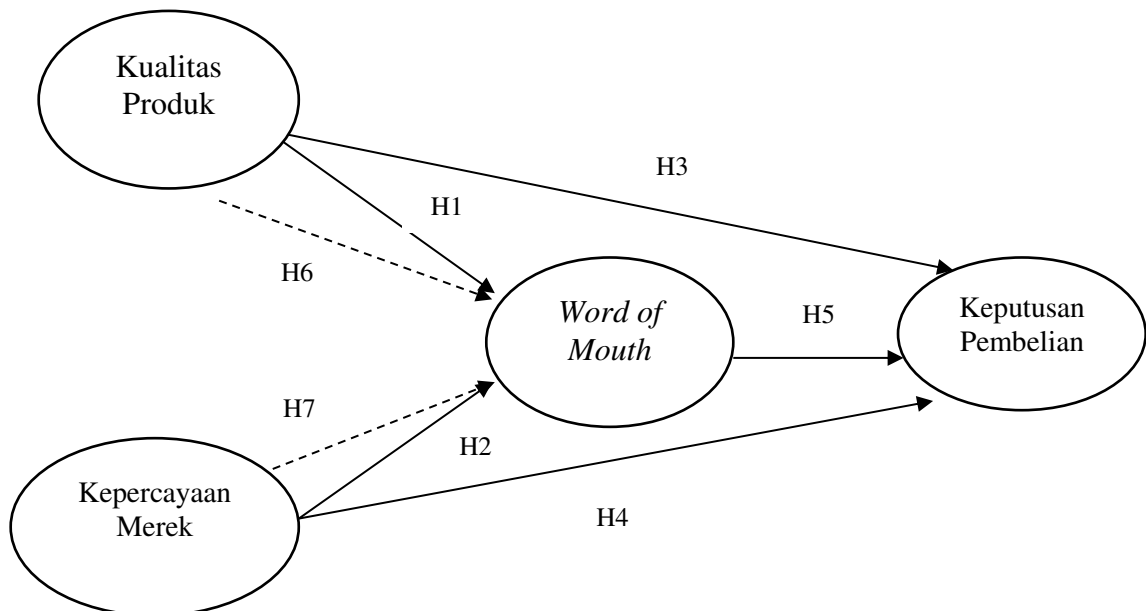 Kualitas
Produk
H3
H1
H6
Word of
Mouth
H5
Keputusan
Pembelian
H7
H2
Kepercayaan
Merek
H4